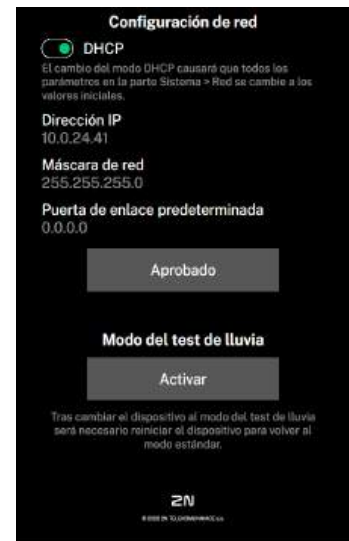 Configuración de red
DHCP
El cambio del modo DHCP causará que todos los
parámetros en la parte Sistema > Red se cambie a los
valores iniciales.
Dirección IP
10.0.24.41
Máscara de red
255.255.255.0
Puerta de enlace predeterminada
0.0.0.0
Aprobado
Modo del test de lluvia
Activar
Tras cambiar el dispositivo al modo del test de lluvia
será necesario reiniciar el dispositivo para volver al
modo estándar.
2N